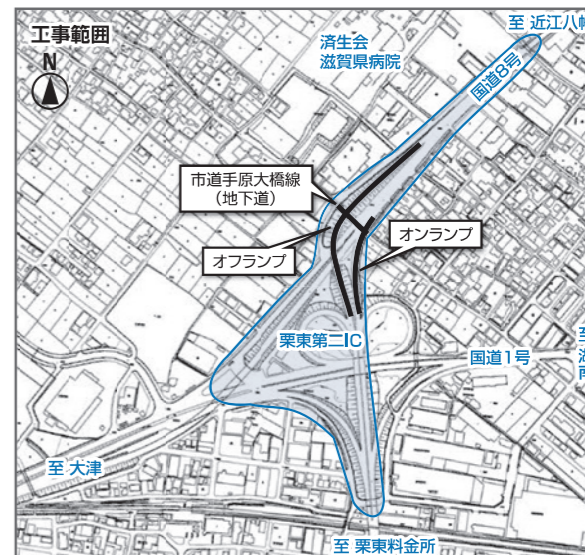 工事範囲
N
済生会
滋賀県病院
至 近江八幡
国道8号
市道手原大橋線
(地下道)
オフランプ
オンランプ
栗東第二IC
国道1号
至 大津
至 栗東料金所